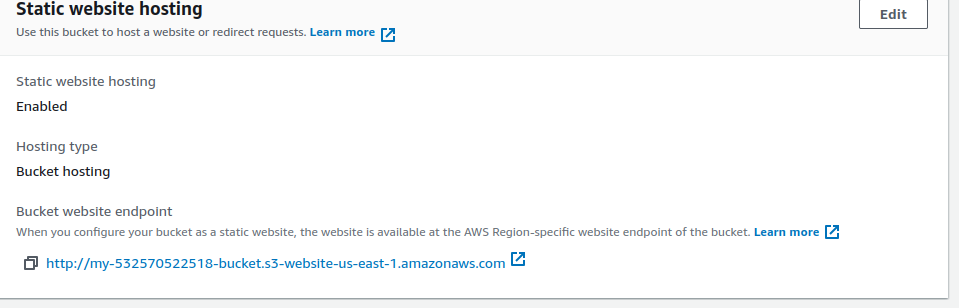 Static website hosting
Edit
Use this bucket to host a website or redirect requests. Learn more
Static website hosting
Enabled
Hosting type
Bucket hosting
Bucket website endpoint
When you configure your bucket as a static website, the website is available at the AWS Region-specific website endpoint of the bucket. Learn more
http://my-532570522518-bucket.s3-website-us-east-1.amazonaws.com